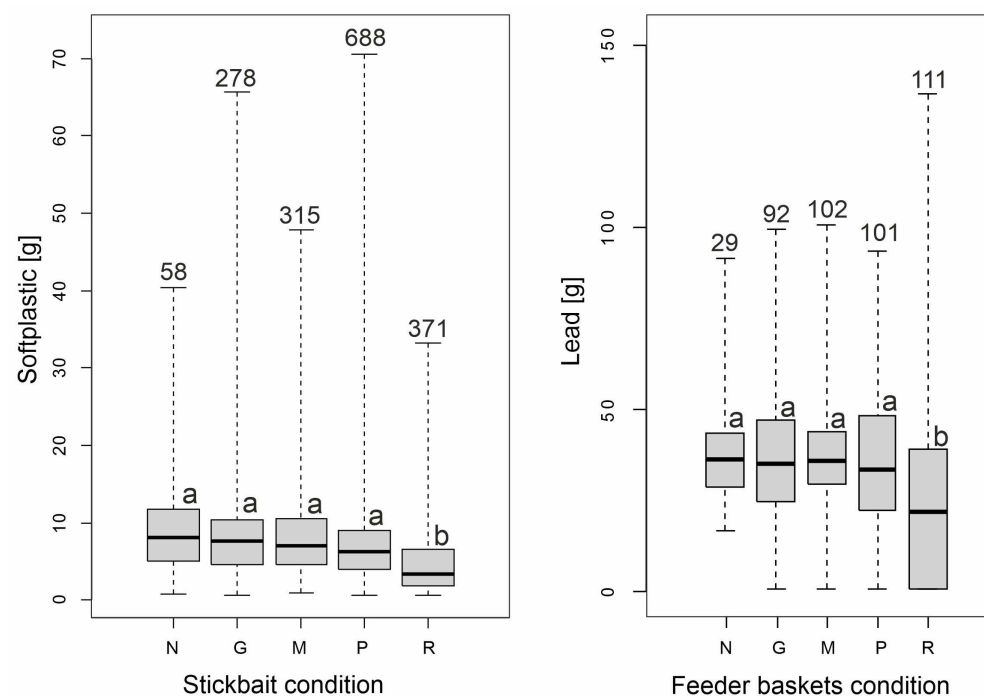 Softplastic [g]
70
60
50
40
30
20
10
0
58
278
315
688
371
a
a
a
a
b
N G M P R
Stickbait condition
Lead [g]
150
100
50
0
29
92
102
101
111
a
a
a
a
b
N G M P R
Feeder baskets condition